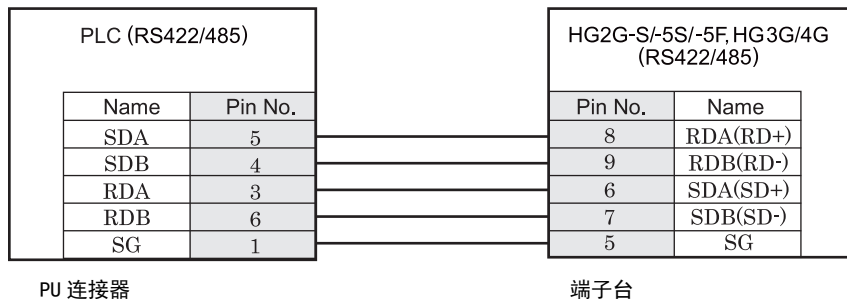 PLC (RS422/485)
HG2G-S/-5S/-5F, HG3G/4G
(RS422/485)
Name Pin No. Pin No. Name
SDA 5 8 RDA(RD+)
SDB 4 9 RDB(RD-)
RDA 3 6 SDA(SD+)
RDB 6 7 SDB(SD-)
SG 1 5 SG
PU 连接器 端子台